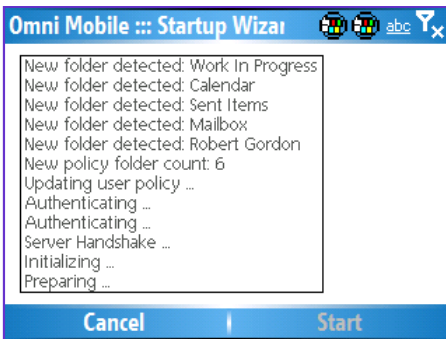 Omni Mobile ::: Startup Wizar
abc
New folder detected: Work In Progress
New folder detected: Calendar
New folder detected: Sent Items
New folder detected: Mailbox
New folder detected: Robert Gordon
New policy folder count: 6
Updating user policy ...
Authenticating ...
Authenticating ...
Server Handshake ...
Initializing ...
Preparing ...
Cancel
Start